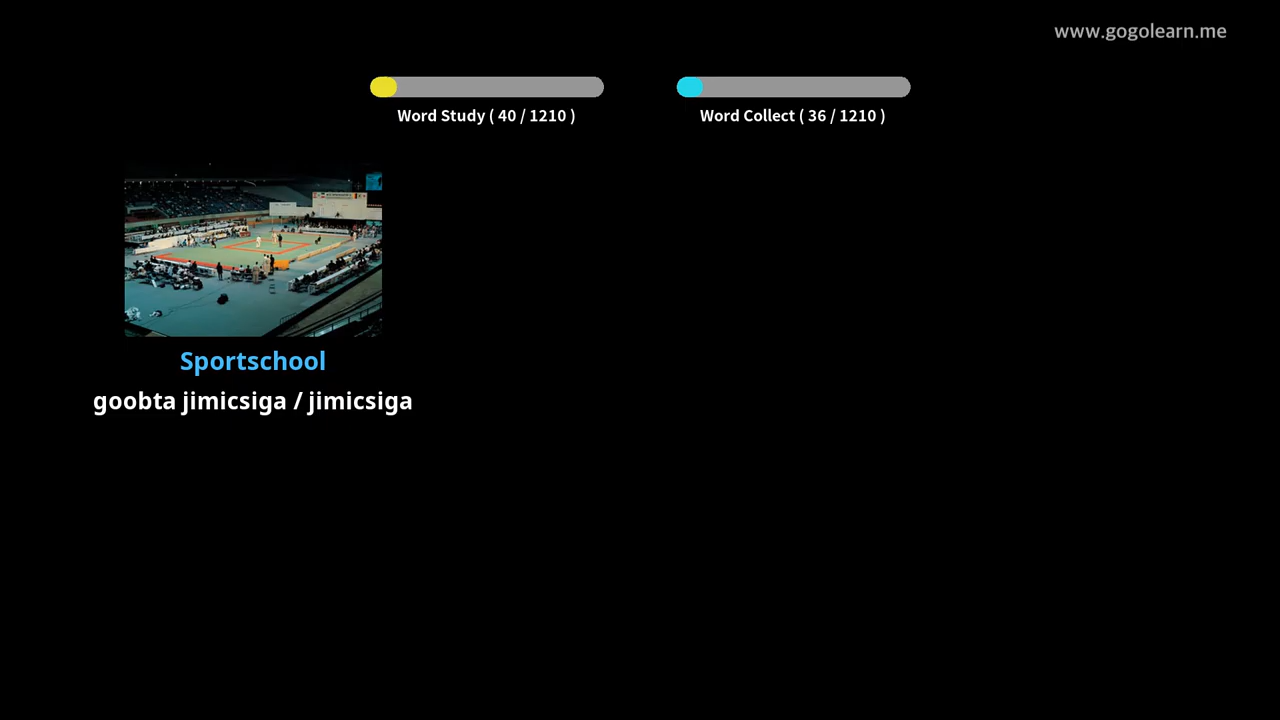 www.gogolearn.me
Word Study ( 40 / 1210 )
Word Collect ( 36 / 1210 )
Sportschool
goobta jimicsiga / jimicsiga